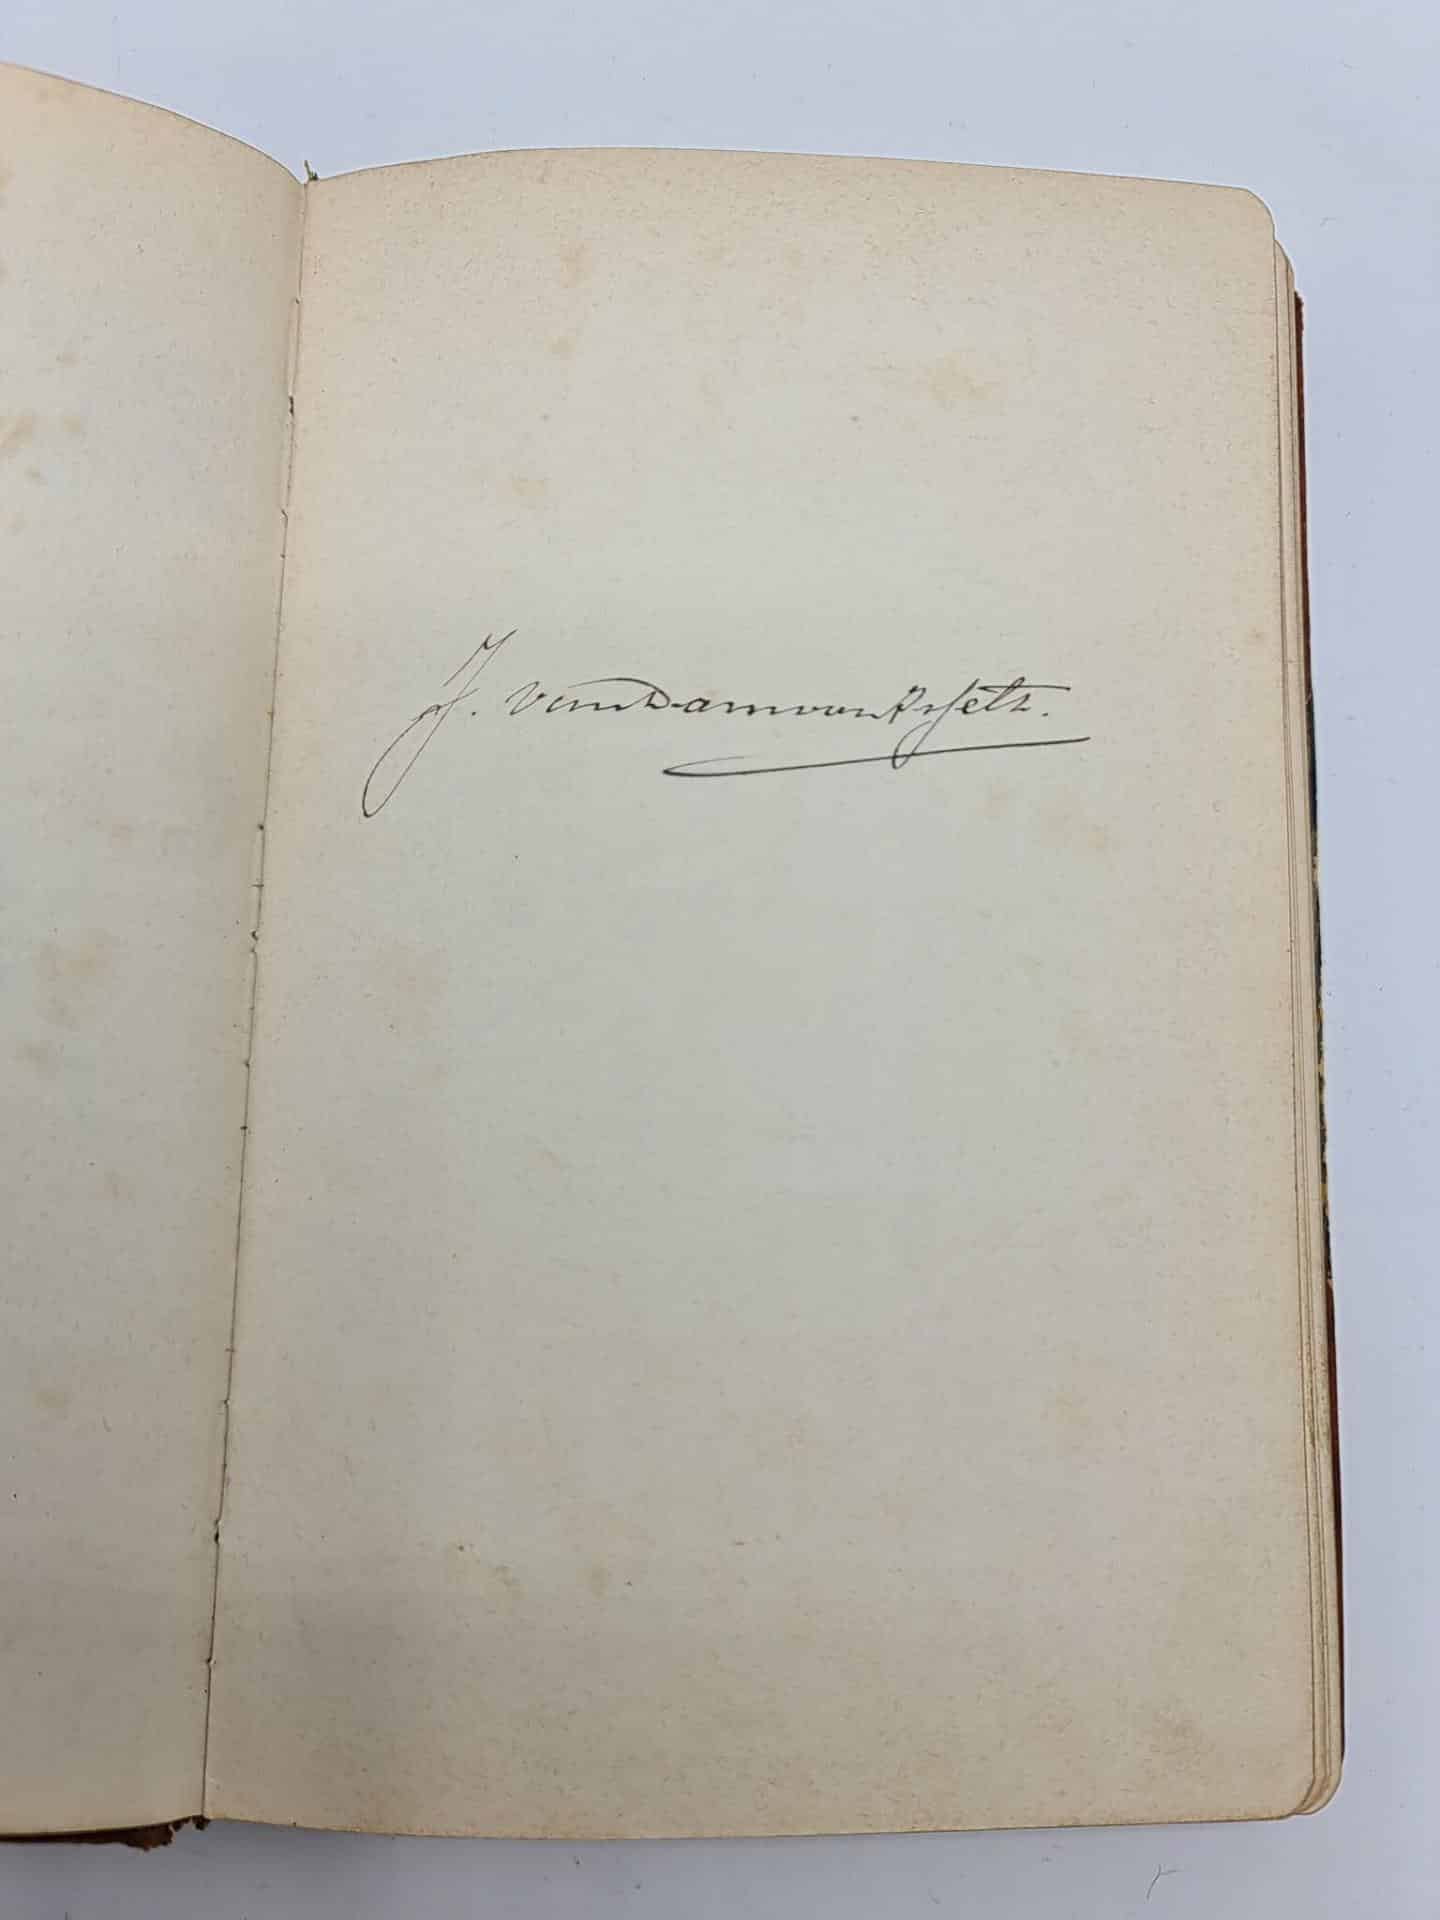 J. van Dam van Isselt.